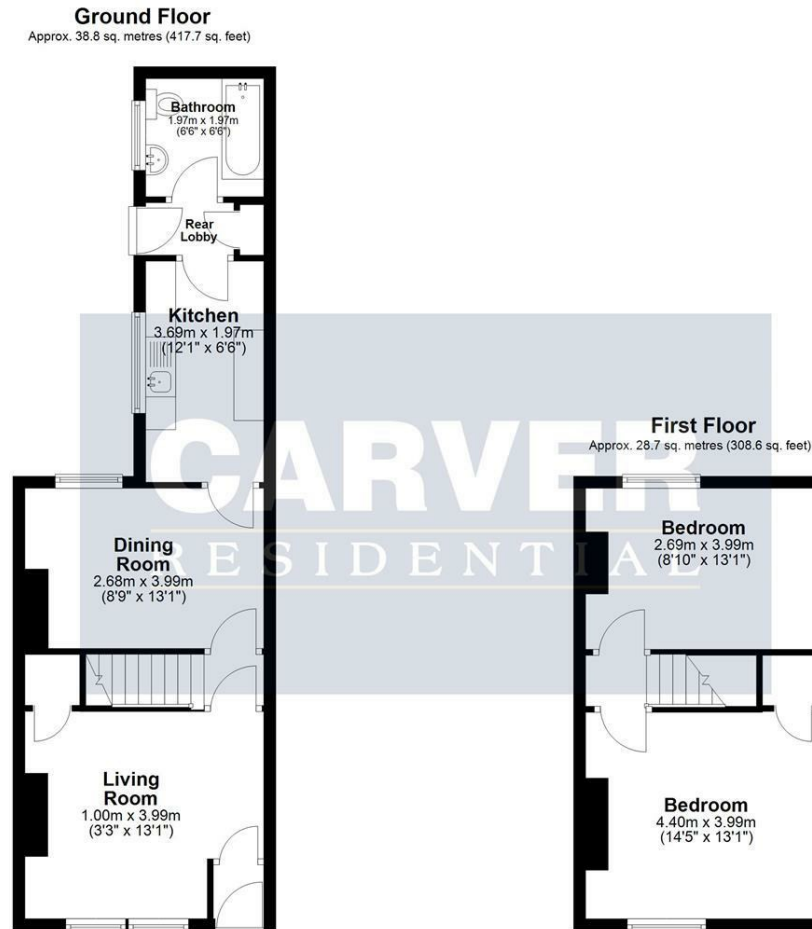 Ground Floor
Approx. 38.8 sq. metres (417.7 sq. feet)
Bathroom
1.97m x 1.97m
(6'6" x 6'6")
Rear
Lobby
Kitchen
3.69m x 1.97m
(12'1" x 6'6")
Dining
Room
2.68m x 3.99m
(8'9" x 13'1")
Living
Room
1.00m x 3.99m
(3'3" x 13'1")
First Floor
Approx. 28.7 sq. metres (308.6 sq. feet)
Bedroom
2.69m x 3.99m
(8'10" x 13'1")
Bedroom
4.40m x 3.99m
(14'5" x 13'1")
CARVER
RESIDENTIAL